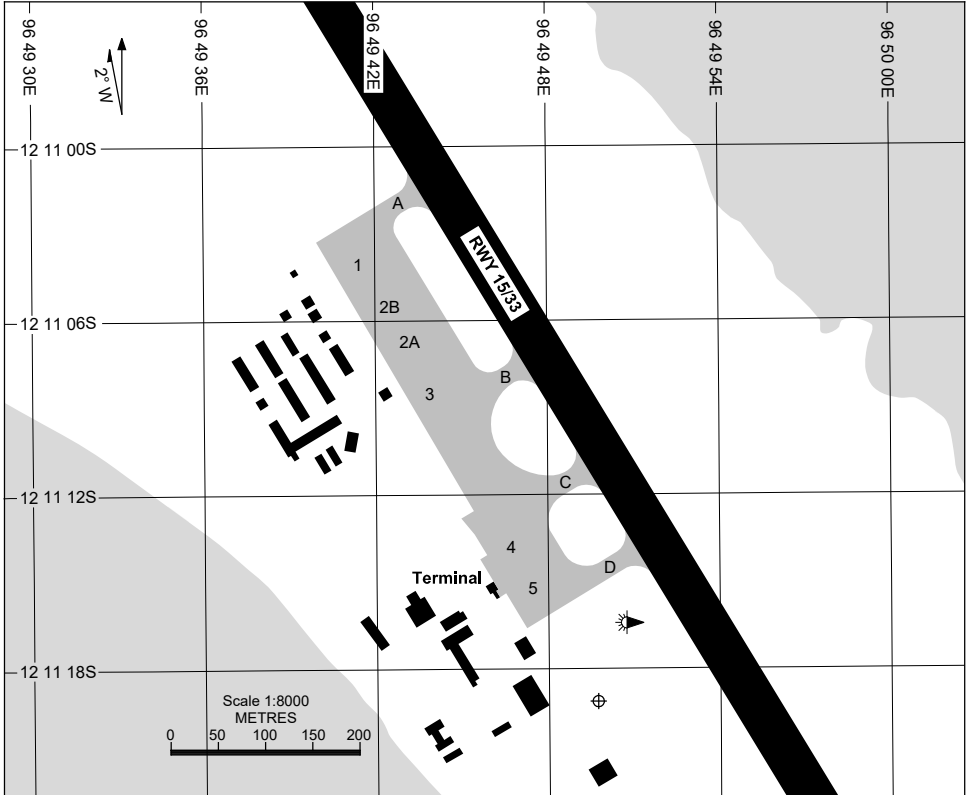 96 49 30E
96 49 36E
96 49 42E
96 49 48E
96 49 54E
96 50 00E
2° W
12 11 00S
A
RWY 15/33
1
2B
12 11 06S
2A
B
3
C
12 11 12S
4
D
Terminal
5
12 11 18S
Scale 1:8000
METRES
0 50 100 150 200